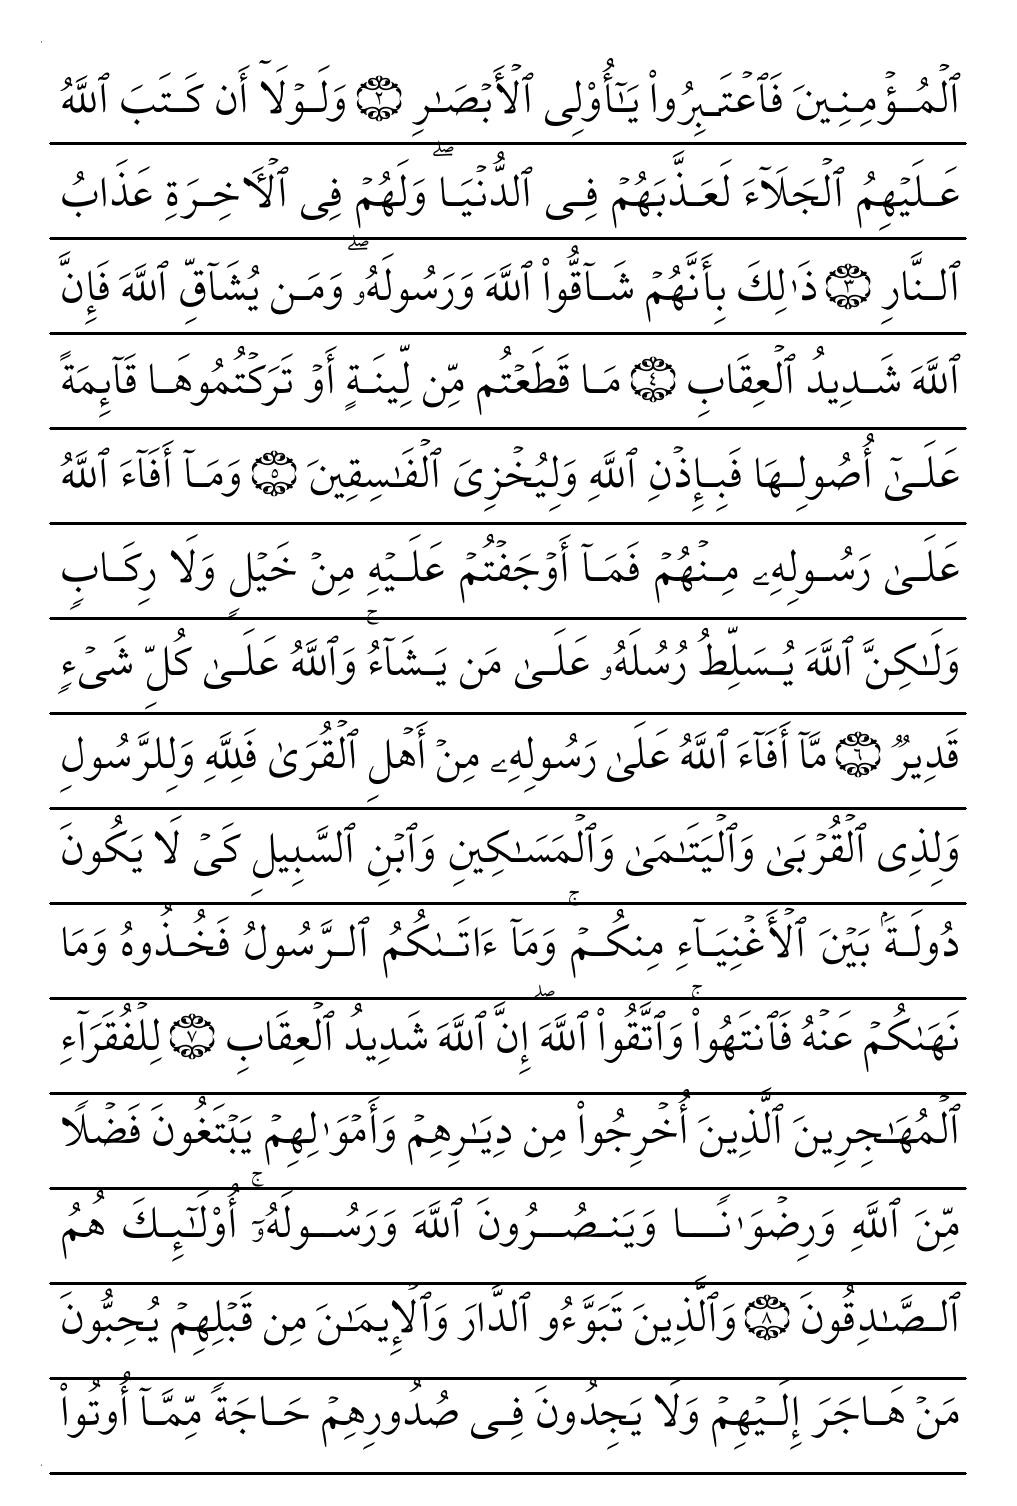 ٱلۡمُؤۡمِنِينَ فَٱعۡتَبِرُواْ يَٰٓأُوْلِى ٱلۡأَبۡصَٰرِ ٢ وَلَوۡلَآ أَن كَتَبَ ٱللَّهُ
عَلَيۡهِمُ ٱلۡجَلَآءَ لَعَذَّبَهُمۡ فِى ٱلدُّنۡيَاۖ وَلَهُمۡ فِى ٱلۡأٓخِرَةِ عَذَابُ
ٱلنَّارِ ٣ ذَٰلِكَ بِأَنَّهُمۡ شَآقُّواْ ٱللَّهَ وَرَسُولَهُۥۖ وَمَن يُشَآقِّ ٱللَّهَ فَإِنَّ
ٱللَّهَ شَدِيدُ ٱلۡعِقَابِ ٤ مَا قَطَعۡتُم مِّن لِّينَةٍ أَوۡ تَرَكۡتُمُوهَا قَآئِمَةً
عَلَىٰٓ أُصُولِهَا فَبِإِذۡنِ ٱللَّهِ وَلِيُخۡزِىَ ٱلۡفَٰسِقِينَ ٥ وَمَآ أَفَآءَ ٱللَّهُ
عَلَىٰ رَسُولِهِۦ مِنۡهُمۡ فَمَآ أَوۡجَفۡتُمۡ عَلَيۡهِ مِنۡ خَيۡلٍ وَلَا رِكَابٍ
وَلَٰكِنَّ ٱللَّهَ يُسَلِّطُ رُسُلَهُۥ عَلَىٰ مَن يَشَآءُۚ وَٱللَّهُ عَلَىٰ كُلِّ شَىۡءٍ
قَدِيرٌ ٦ مَّآ أَفَآءَ ٱللَّهُ عَلَىٰ رَسُولِهِۦ مِنۡ أَهۡلِ ٱلۡقُرَىٰ فَلِلَّهِ وَلِلرَّسُولِ
وَلِذِى ٱلۡقُرۡبَىٰ وَٱلۡيَتَٰمَىٰ وَٱلۡمَسَٰكِينِ وَٱبۡنِ ٱلسَّبِيلِ كَىۡ لَا يَكُونَ
دُولَةَۢ بَيۡنَ ٱلۡأَغۡنِيَآءِ مِنكُمۡۚ وَمَآ ءَاتَىٰكُمُ ٱلرَّسُولُ فَخُذُوهُ وَمَا
نَهَىٰكُمۡ عَنۡهُ فَٱنتَهُواْۚ وَٱتَّقُواْ ٱللَّهَۖ إِنَّ ٱللَّهَ شَدِيدُ ٱلۡعِقَابِ ٧ لِلۡفُقَرَآءِ
ٱلۡمُهَٰجِرِينَ ٱلَّذِينَ أُخۡرِجُواْ مِن دِيَٰرِهِمۡ وَأَمۡوَٰلِهِمۡ يَبۡتَغُونَ فَضۡلًا
مِّنَ ٱللَّهِ وَرِضۡوَٰنًا وَيَنصُرُونَ ٱللَّهَ وَرَسُولَهُۥٓۚ أُوْلَٰٓئِكَ هُمُ
ٱلصَّٰدِقُونَ ٨ وَٱلَّذِينَ تَبَوَّءُو ٱلدَّارَ وَٱلۡإِيمَٰنَ مِن قَبۡلِهِمۡ يُحِبُّونَ
مَنۡ هَاجَرَ إِلَيۡهِمۡ وَلَا يَجِدُونَ فِى صُدُورِهِمۡ حَاجَةً مِّمَّآ أُوتُواْ